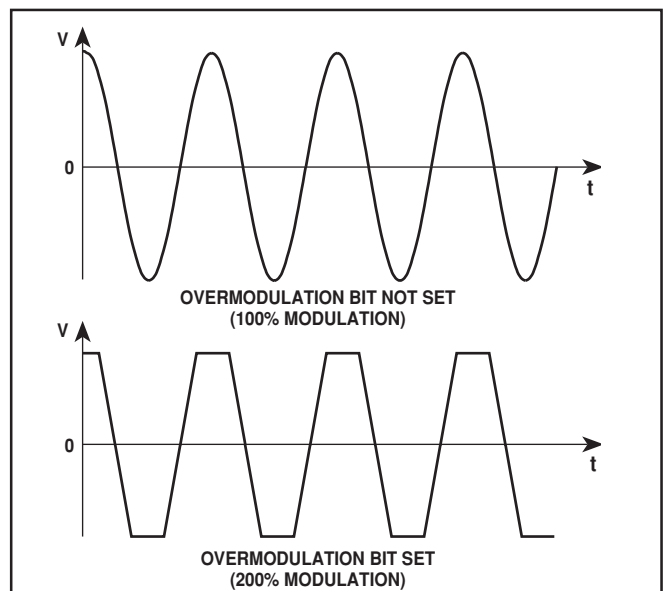 V
0
t
OVERMODULATION BIT NOT SET
(100% MODULATION)
V
0
t
OVERMODULATION BIT SET
(200% MODULATION)